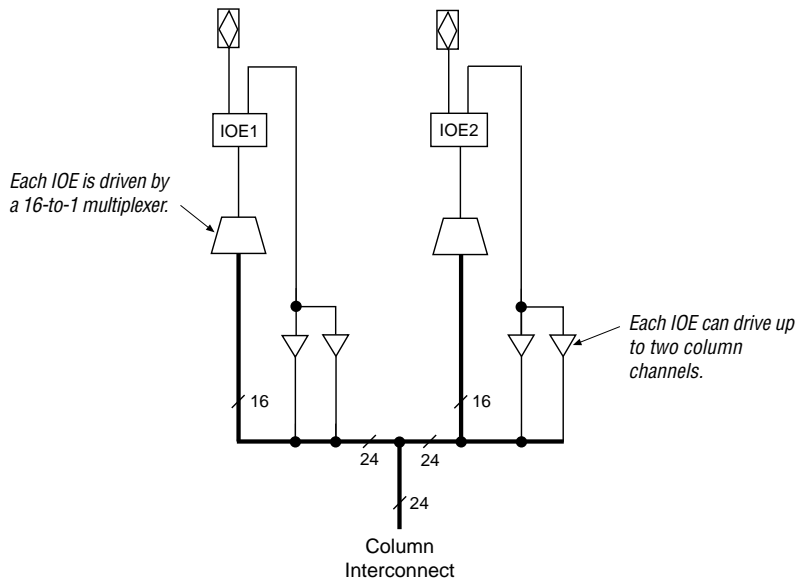 IOE1
IOE2
Each IOE is driven by
a 16-to-1 multiplexer.
Each IOE can drive up
to two column
channels.
16
16
24
24
24
Column
Interconnect